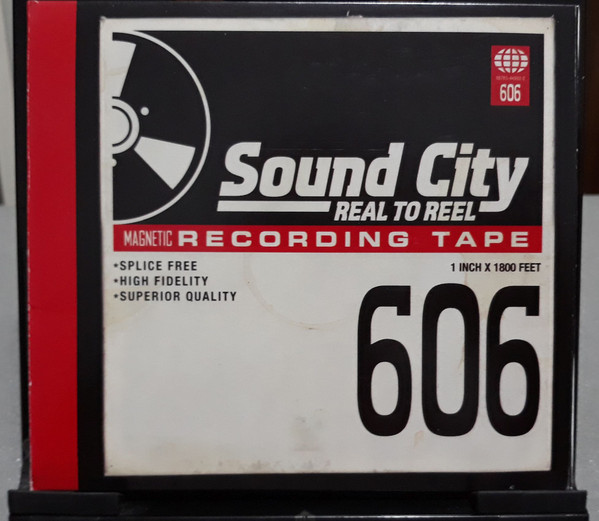 606
Sound City
REAL TO REEL
MAGNETIC RECORDING TAPE
*SPLICE FREE
*HIGH FIDELITY
*SUPERIOR QUALITY
1 INCH X 1800 FEET
606